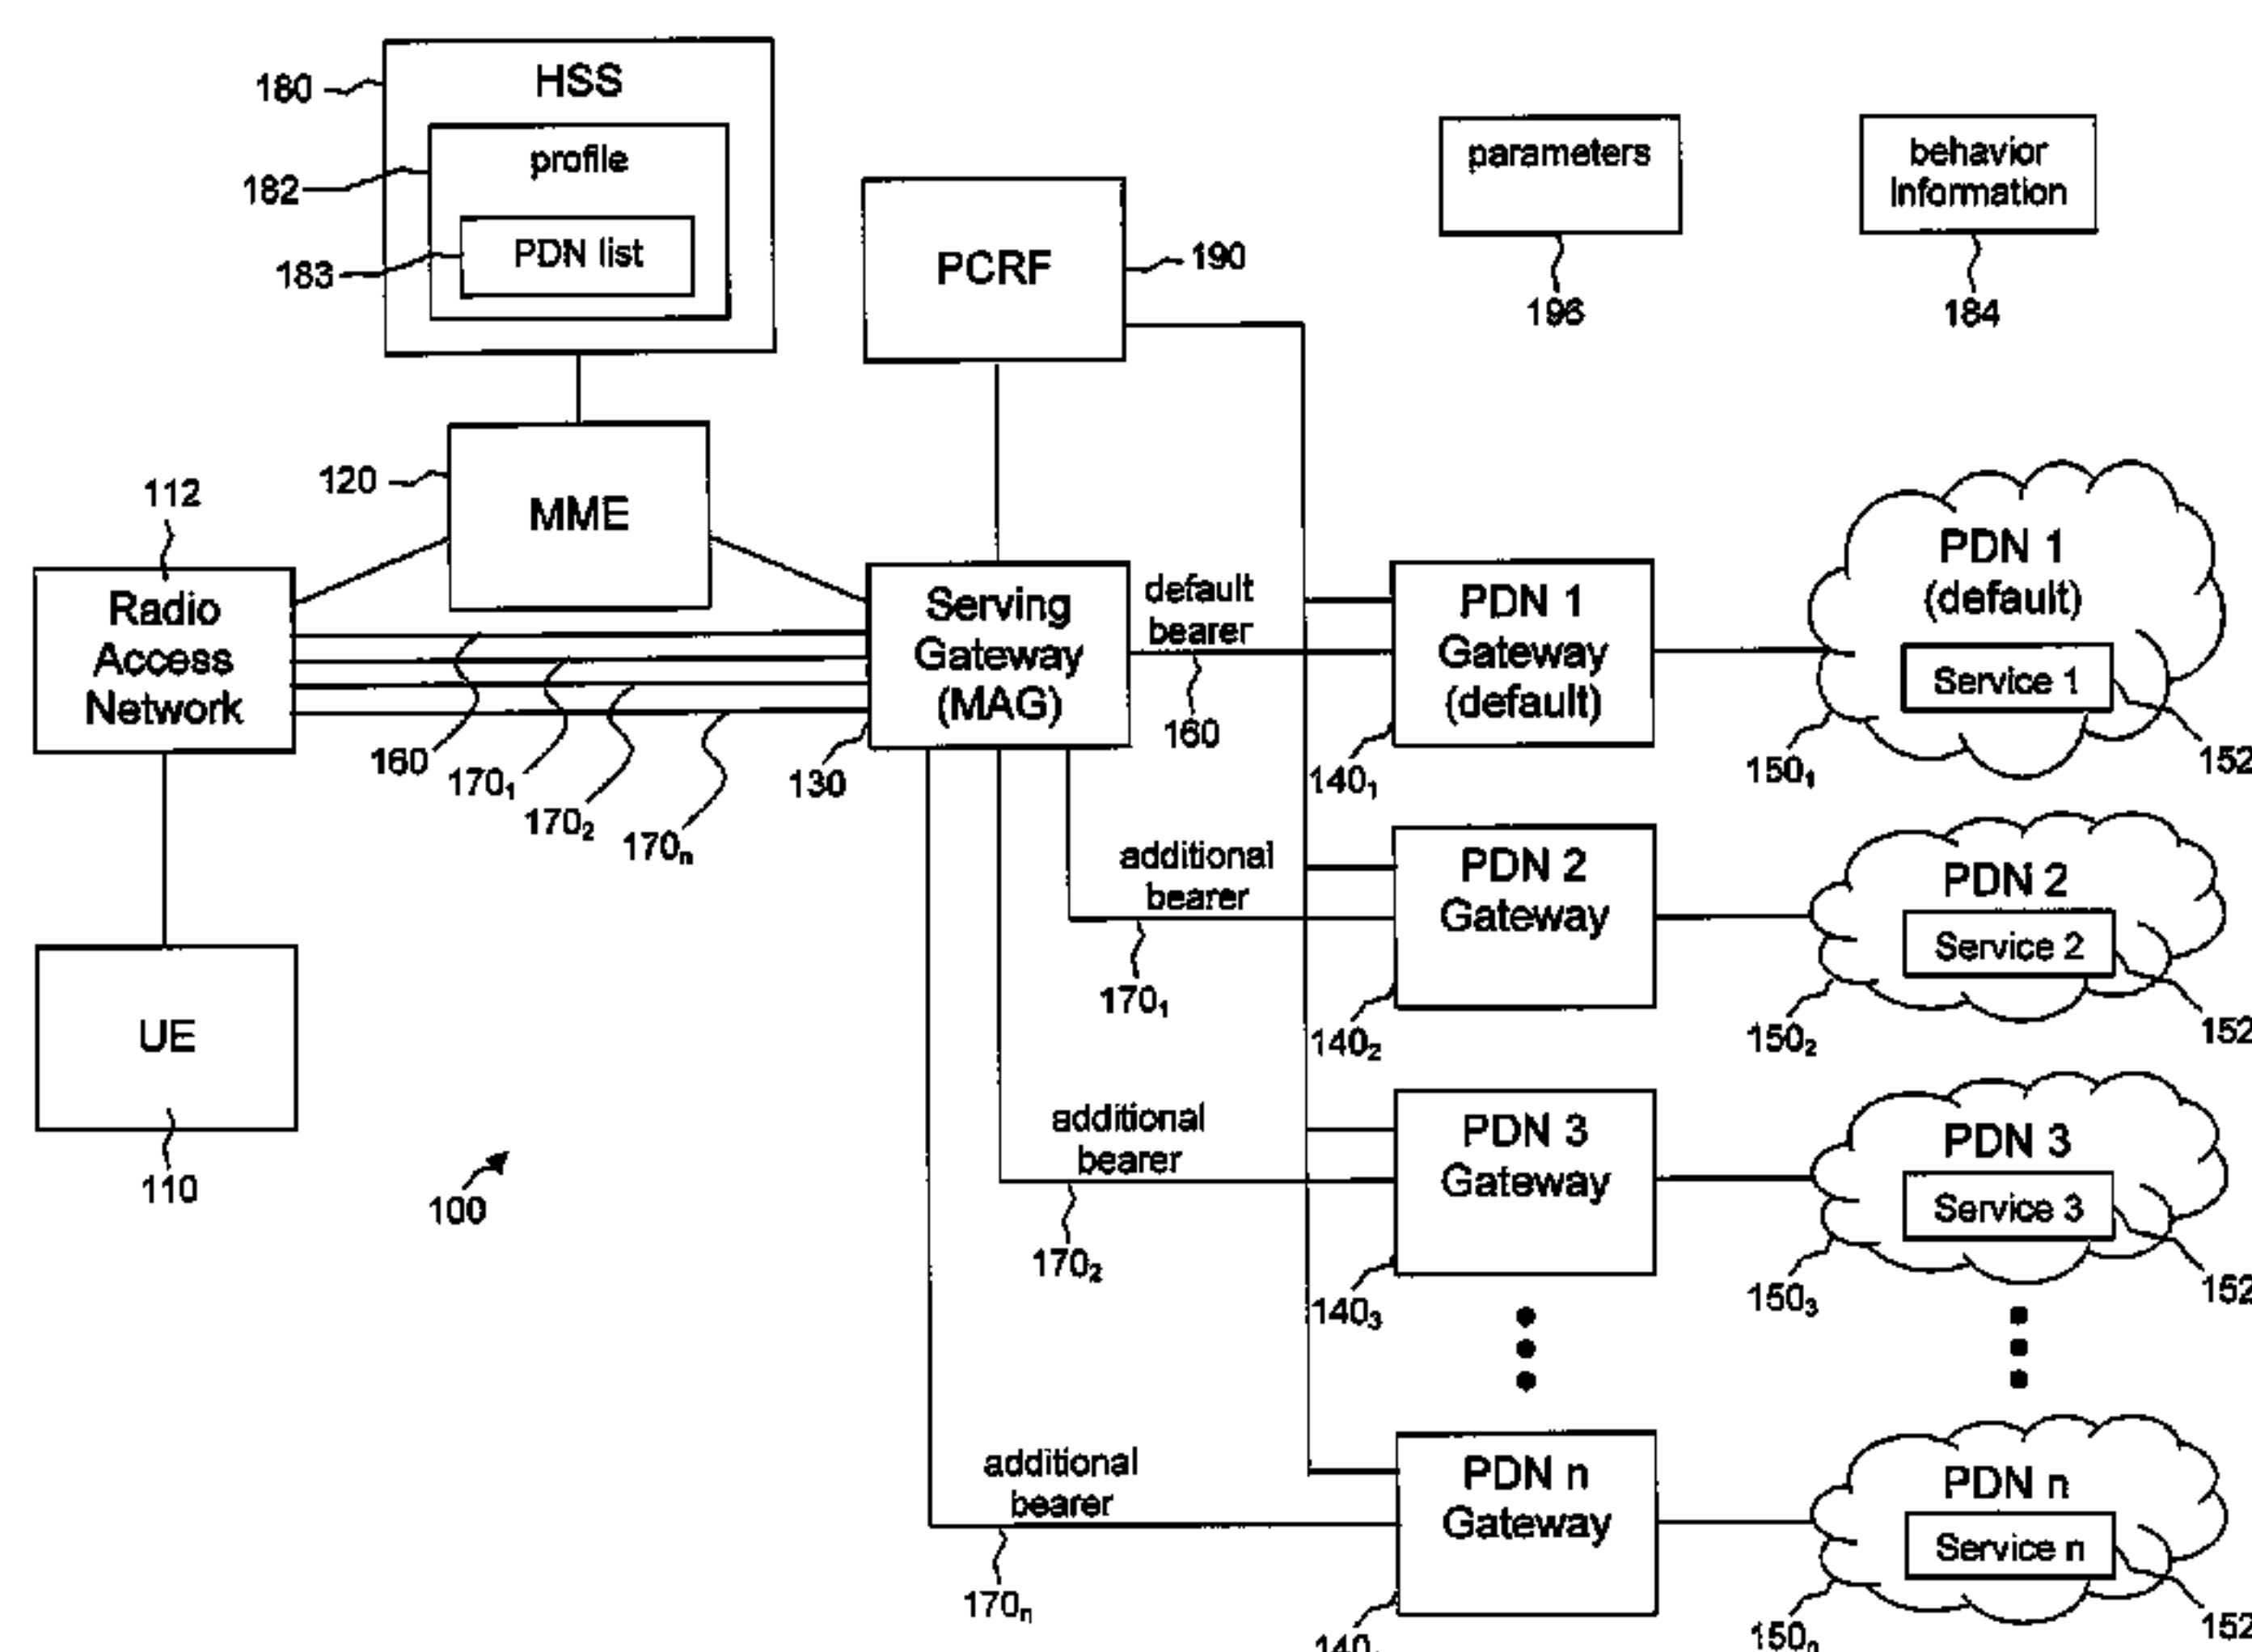 HSS
180
profile
182
PDN list
183
parameters
196
behavior
Information
184
PCRF
190
120
MME
112
Radio
Access
Network
160
170₁
170₂
170ₙ
Serving
Gateway
(MAG)
130
default
bearer
160
PDN 1
Gateway
(default)
140₁
PDN 1
(default)
Service 1
150₁
152
additional
bearer
170₁
PDN 2
Gateway
140₂
PDN 2
Service 2
150₂
152
UE
110
100
additional
bearer
170₂
PDN 3
Gateway
140₃
PDN 3
Service 3
150₃
152
additional
bearer
170ₙ
PDN n
Gateway
140
PDN n
Service n
150ₙ
152